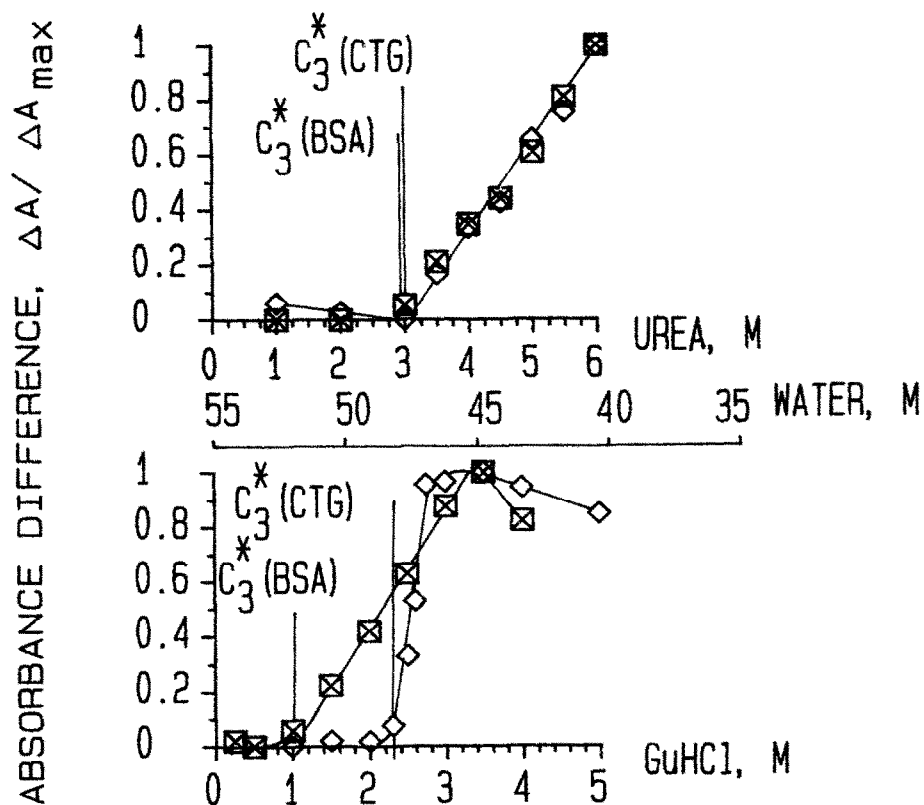 ABSORBANCE DIFFERENCE, ΔA/ ΔA max
1
0.8
0.6
0.4
0.2
0
C*3 (CTG)
C*3 (BSA)
0 1 2 3 4 5 6 UREA, M
55 50 45 40 35 WATER, M
1
0.8
0.6
0.4
0.2
0
C*3 (CTG)
C*3 (BSA)
0 1 2 3 4 5 GuHCl, M